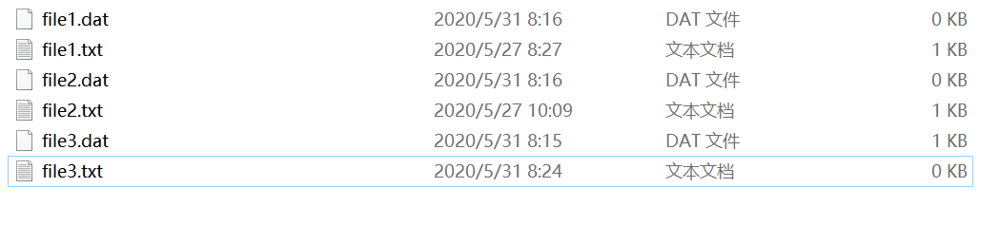 file1.dat 2020/5/31 8:16 DAT 文件 0 KB
file1.txt 2020/5/27 8:27 文本文档 1 KB
file2.dat 2020/5/31 8:16 DAT 文件 0 KB
file2.txt 2020/5/27 10:09 文本文档 1 KB
file3.dat 2020/5/31 8:15 DAT 文件 1 KB
file3.txt 2020/5/31 8:24 文本文档 0 KB